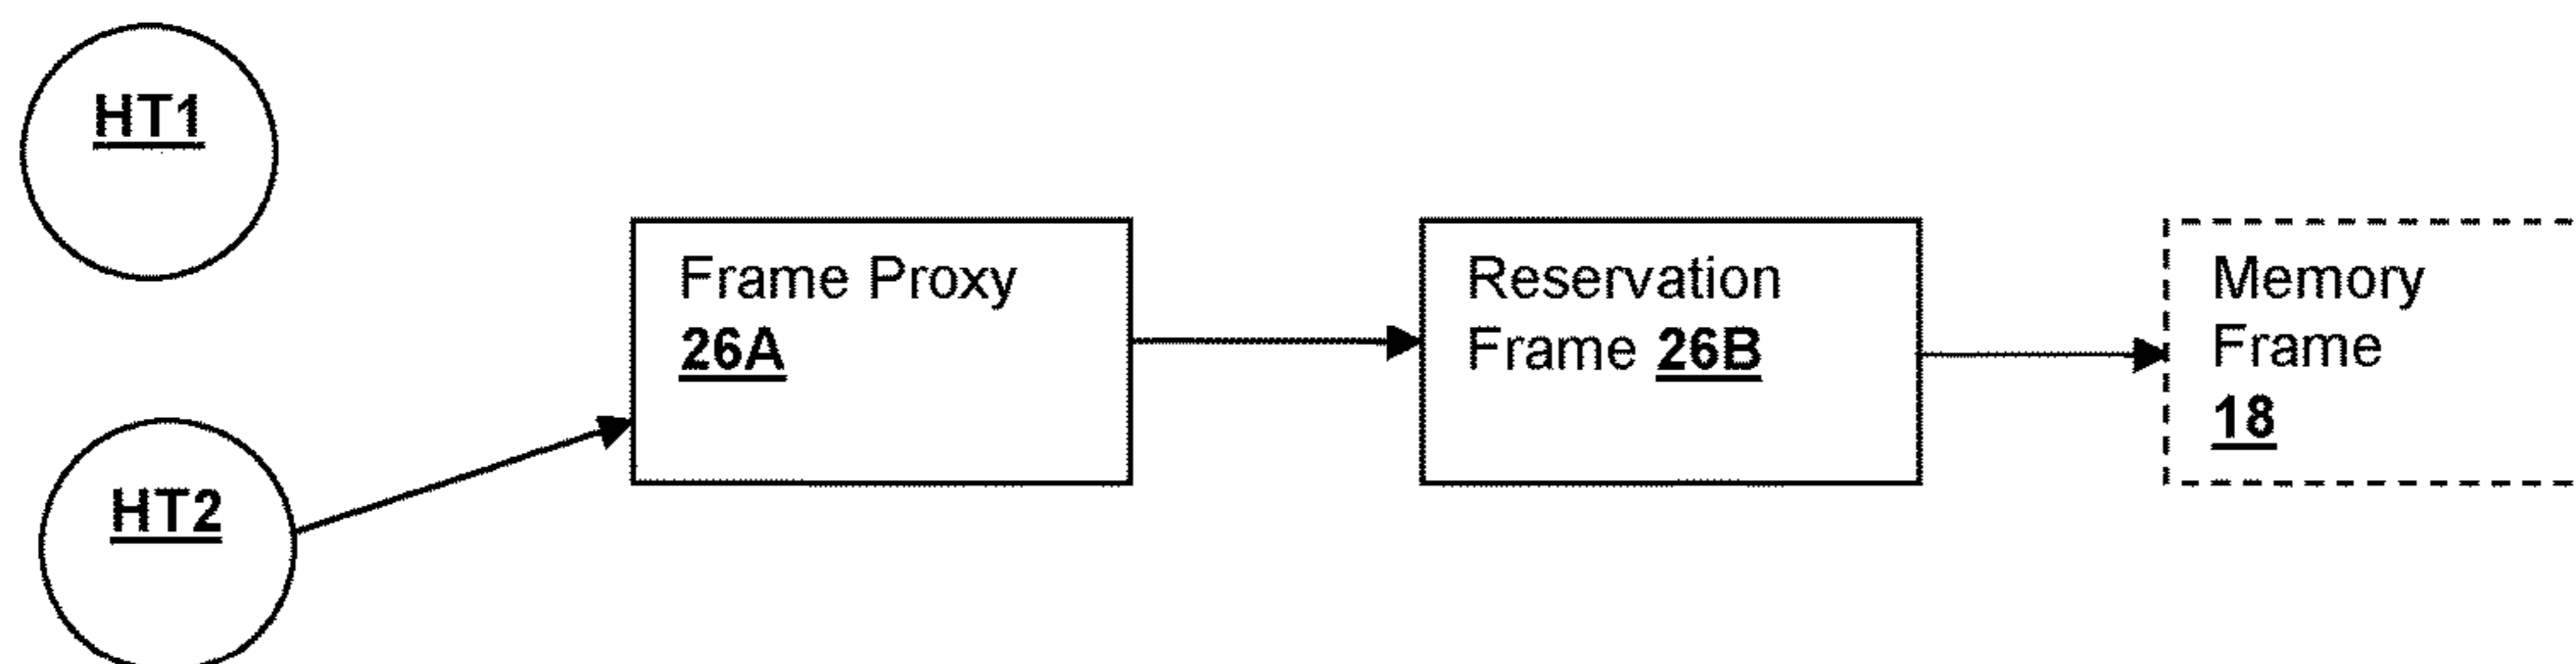 HT1
Frame Proxy
26A
Reservation
Frame 26B
Memory
Frame
18
HT2